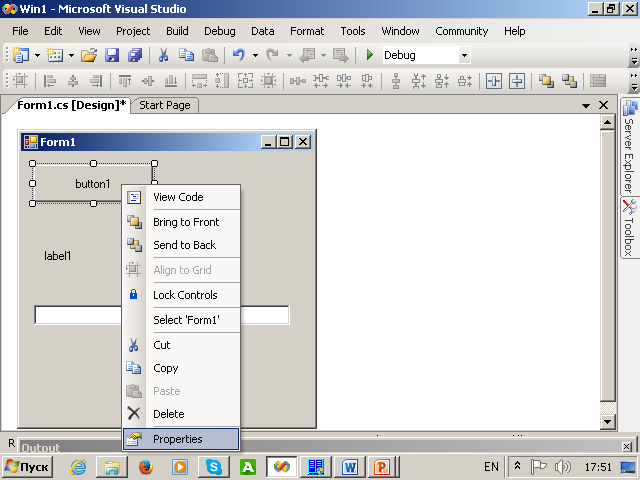 Win1 - Microsoft Visual Studio
File Edit View Project Build Debug Data Format Tools Window Community Help
Debug
Form1.cs [Design]* Start Page
Form1
button1
label1
View Code
Bring to Front
Send to Back
Align to Grid
Lock Controls
Select 'Form1'
Cut
Copy
Paste
Delete
Properties
Server Explorer
Toolbox
R Output
Пуск
EN 17:51